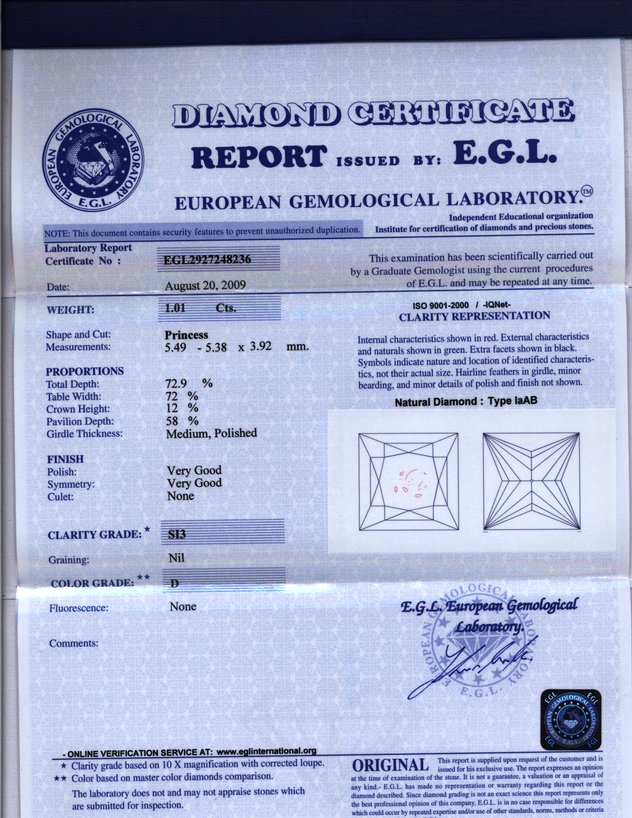 DIAMOND CERTIFICATE
REPORT ISSUED BY: E.G.L.
EUROPEAN GEMOLOGICAL LABORATORY.™
EUROPEAN GEMOLOGICAL LABORATORY
E.G.L.
Independent Educational organization
Institute for certification of diamonds and precious stones.
NOTE: This document contains security features to prevent unauthorized duplication.
Laboratory Report
Certificate No : EGL2927248236
Date: August 20, 2009
WEIGHT: 1.01 Cts.
Shape and Cut: Princess
Measurements: 5.49 - 5.38 x 3.92 mm.
PROPORTIONS
Total Depth: 72.9 %
Table Width: 72 %
Crown Height: 12 %
Pavilion Depth: 58 %
Girdle Thickness: Medium, Polished
FINISH
Polish: Very Good
Symmetry: Very Good
Culet: None
CLARITY GRADE: ★ SI3
Graining: Nil
COLOR GRADE: ★★ D
Fluorescence: None
Comments:
This examination has been scientifically carried out
by a Graduate Gemologist using the current procedures
of E.G.L. and may be repeated at any time.
ISO 9001-2000 / -IQNet-
CLARITY REPRESENTATION
Internal characteristics shown in red. External characteristics
and naturals shown in green. Extra facets shown in black.
Symbols indicate nature and location of identified characteris-
tics, not their actual size. Hairline feathers in girdle, minor
bearding, and minor details of polish and finish not shown.
Natural Diamond : Type IaAB
E.G.L. European Gemological
Laboratory.
EUROPEAN GEMOLOGICAL LABORATORY
E.G.L.
EGL EGL
E.G.L.
- ONLINE VERIFICATION SERVICE AT: www.eglinternational.org
★ Clarity grade based on 10 X magnification with corrected loupe.
★★ Color based on master color diamonds comparison.
The laboratory does not and may not appraise stones which
are submitted for inspection.
ORIGINAL This report is supplied upon request of the customer and is
issued for his exclusive use. The report expresses an opinion
at the time of examination of the stone. It is not a guarantee, a valuation or an appraisal of
any kind.- E.G.L. has made no representation or warranty regarding this report or the
diamond described. Since diamond grading is not an exact science this report represents only
the best professional opinion of this company. E.G.L. is in no case responsible for differences
which could occur by repeated expertise and/or use of other standards, norms, methods or criteria